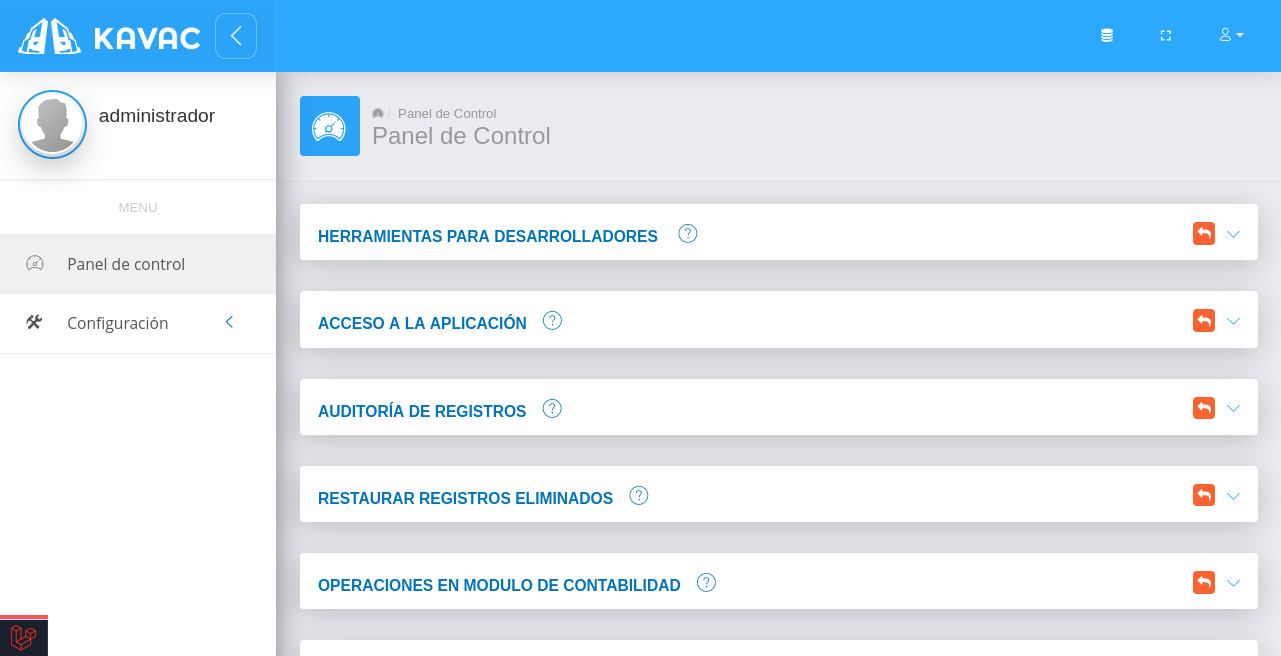 KAVAC
administrador
/ Panel de Control
Panel de Control
MENU
Panel de control
Configuración
HERRAMIENTAS PARA DESARROLLADORES ?
ACCESO A LA APLICACIÓN ?
AUDITORÍA DE REGISTROS ?
RESTAURAR REGISTROS ELIMINADOS ?
OPERACIONES EN MODULO DE CONTABILIDAD ?